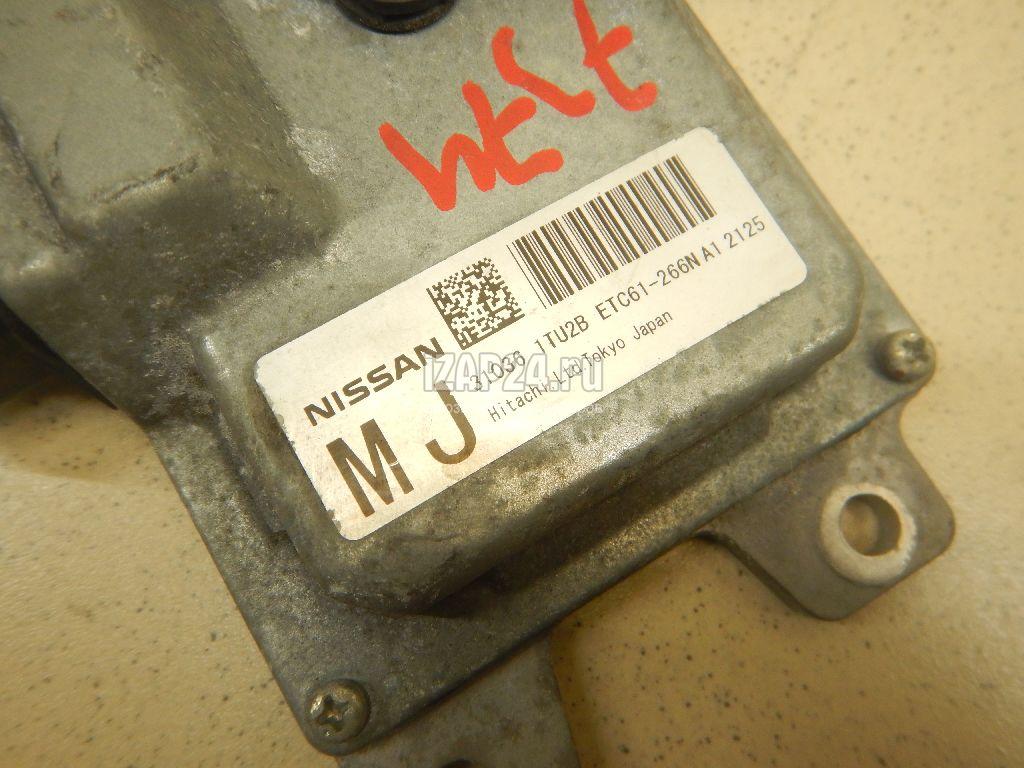 NISSAN
31036 1TU2B ETC61-266N A1 2125
MJ
Hitachi,Ltd Tokyo Japan
IZAP24.ru